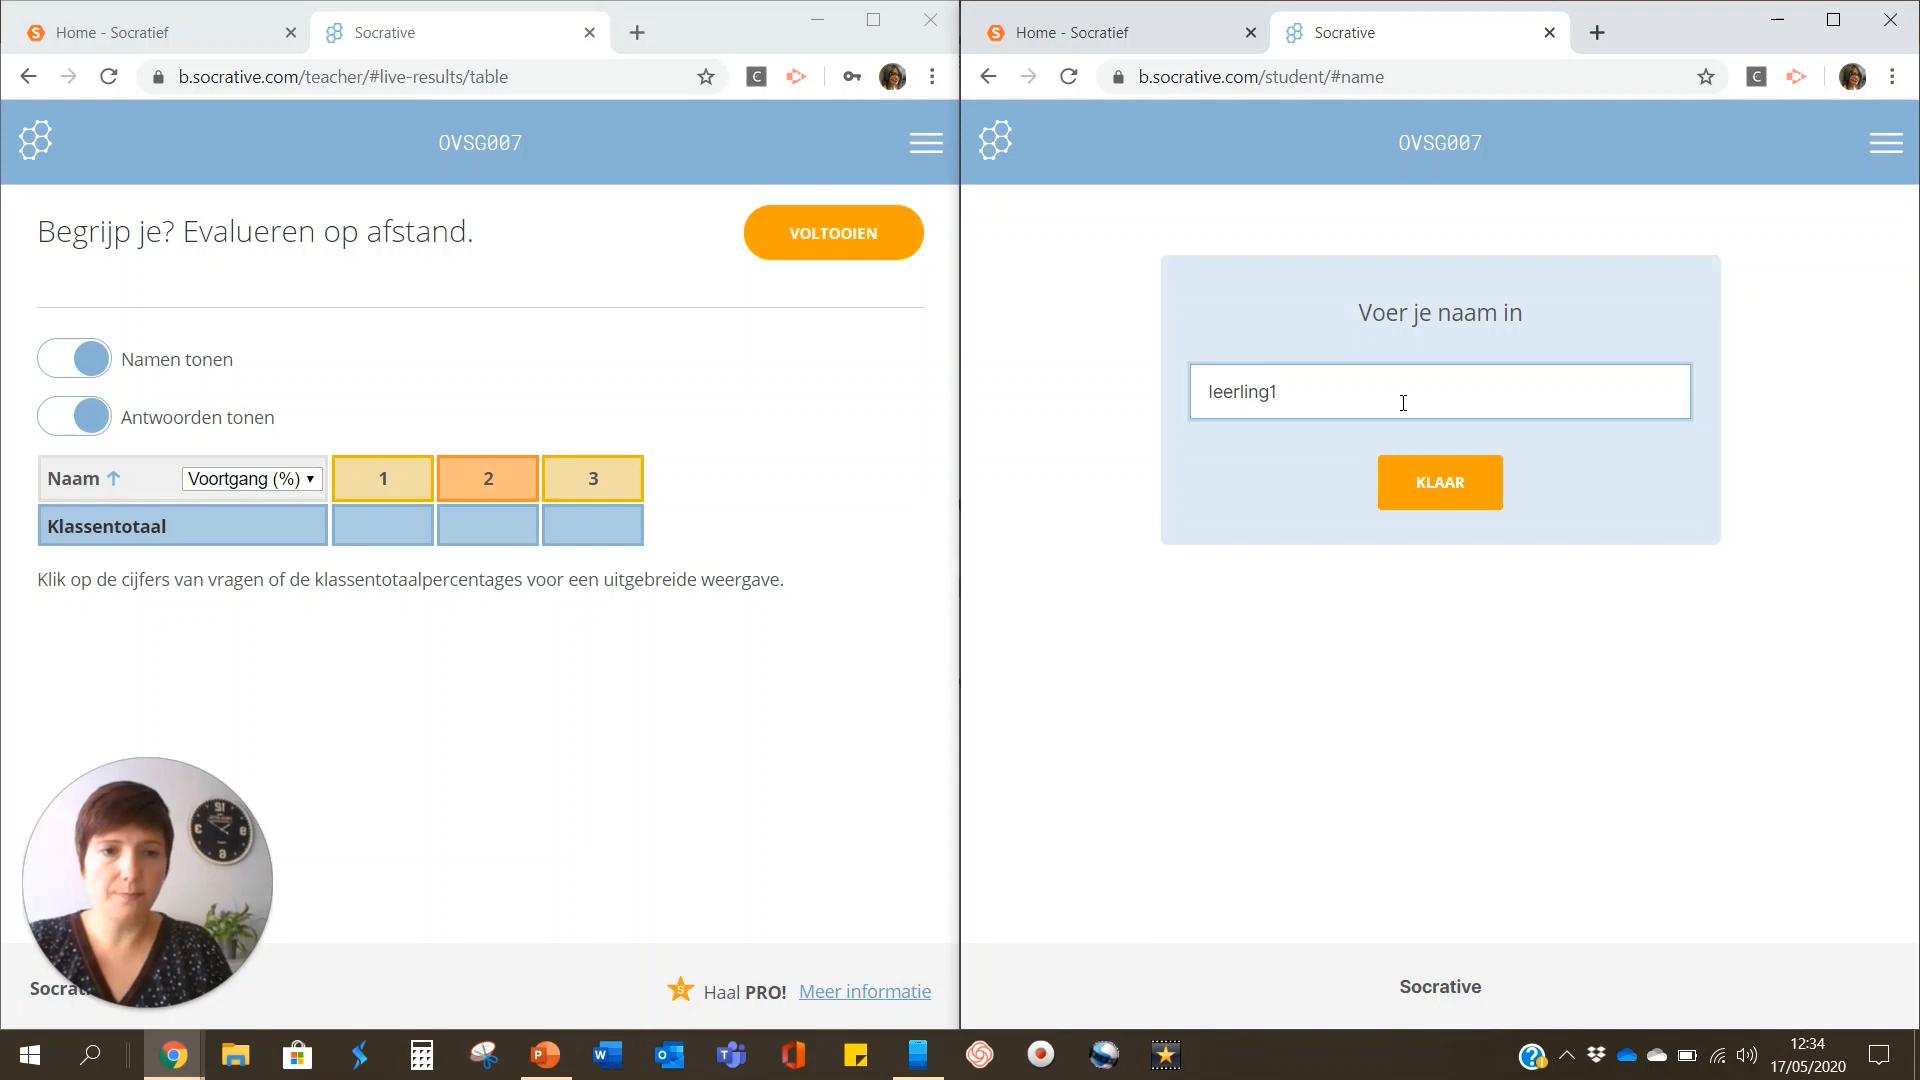 Home - Socratief
Socrative
b.socrative.com/teacher/#live-results/table
OVSG007
Begrijp je? Evalueren op afstand.
VOLTOOIEN
Namen tonen
Antwoorden tonen
Naam
Voortgang (%)
1
2
3
Klassentotaal
Klik op de cijfers van vragen of de klassentotaalpercentages voor een uitgebreide weergave.
Haal PRO! Meer informatie
Home - Socratief
Socrative
b.socrative.com/student/#name
OVSG007
Voer je naam in
leerling1
KLAAR
Socrative
12:34
17/05/2020